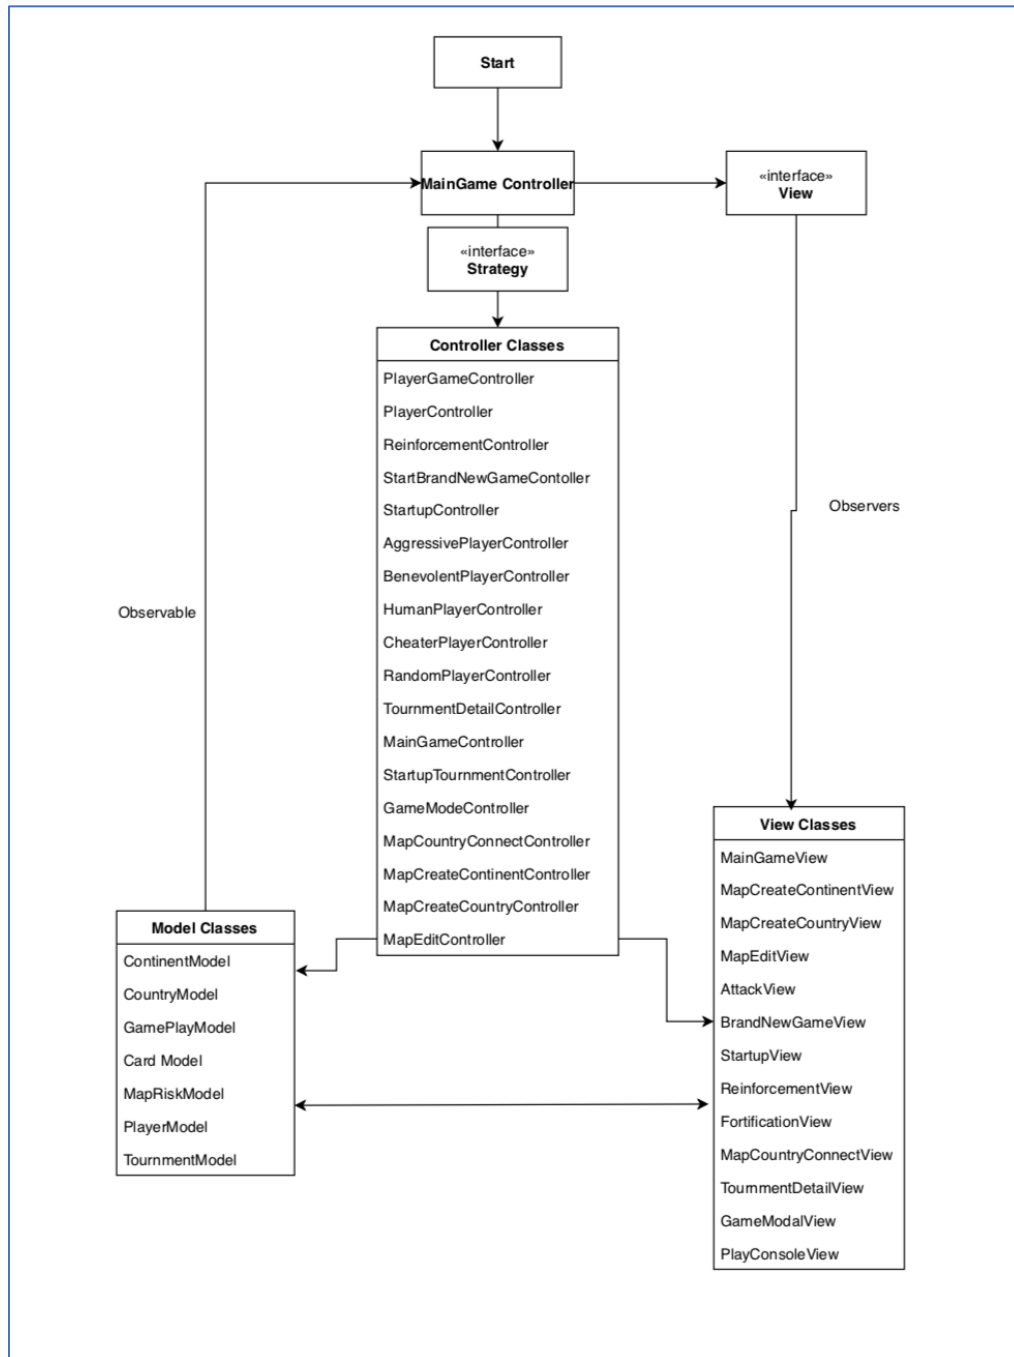 Start
MainGame Controller
«interface»
View
«interface»
Strategy
Controller Classes
PlayerGameController
PlayerController
ReinforcementController
StartBrandNewGameContoller
StartupController
AggressivePlayerController
BenevolentPlayerController
HumanPlayerController
CheaterPlayerController
RandomPlayerController
TournmentDetailController
MainGameController
StartupTournmentController
GameModeController
MapCountryConnectController
MapCreateContinentController
MapCreateCountryController
MapEditController
Observable
Observers
Model Classes
ContinentModel
CountryModel
GamePlayModel
Card Model
MapRiskModel
PlayerModel
TournmentModel
View Classes
MainGameView
MapCreateContinentView
MapCreateCountryView
MapEditView
AttackView
BrandNewGameView
StartupView
ReinforcementView
FortificationView
MapCountryConnectView
TournmentDetailView
GameModalView
PlayConsoleView